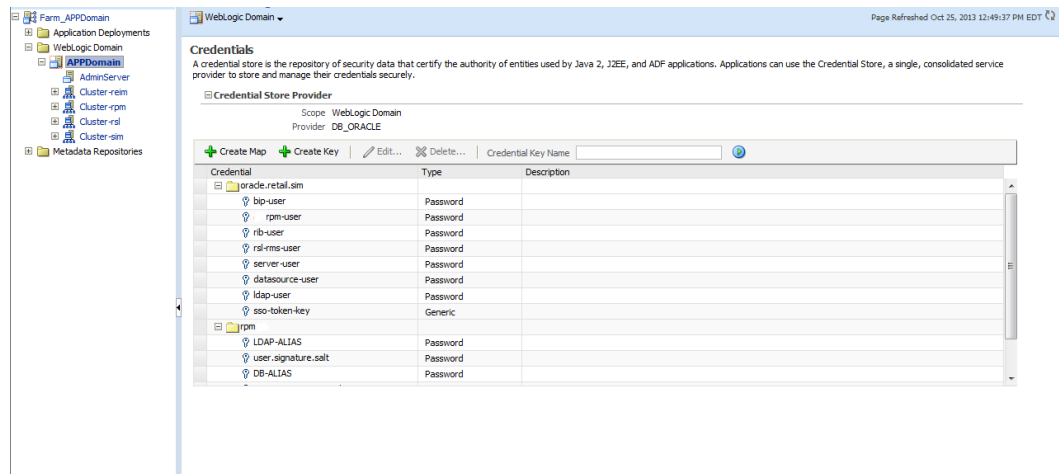 Farm_APPDomain
Application Deployments
WebLogic Domain
APPDomain
AdminServer
Cluster-reim
Cluster-rpm
Cluster-rsl
Cluster-sim
Metadata Repositories
WebLogic Domain
Page Refreshed Oct 25, 2013 12:49:37 PM EDT
Credentials
A credential store is the repository of security data that certify the authority of entities used by Java 2, J2EE, and ADF applications. Applications can use the Credential Store, a single, consolidated service
provider to store and manage their credentials securely.
Credential Store Provider
Scope WebLogic Domain
Provider DB_ORACLE
Create Map Create Key Edit... Delete... Credential Key Name
Credential Type Description
oracle.retail.sim
bip-user Password
rpm-user Password
rib-user Password
rsl-rms-user Password
server-user Password
datasource-user Password
ldap-user Password
sso-token-key Generic
rpm
LDAP-ALIAS Password
user.signature.salt Password
DB-ALIAS Password